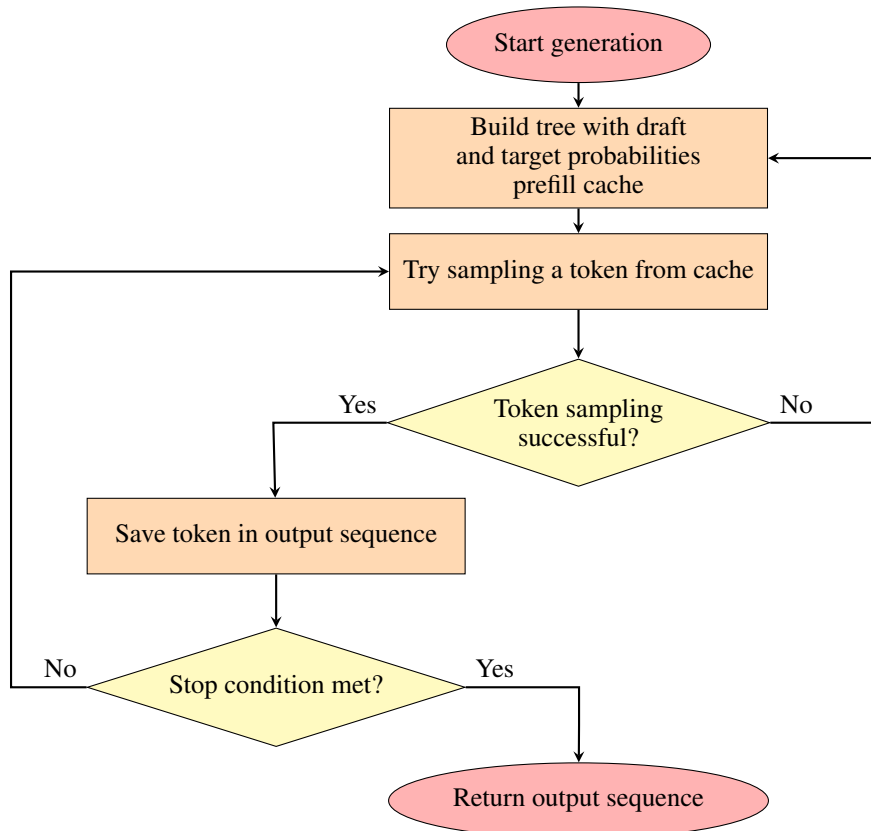 Start generation
Build tree with draft
and target probabilities
prefill cache
Try sampling a token from cache
Yes
Token sampling
successful?
No
Save token in output sequence
No
Stop condition met?
Yes
Return output sequence